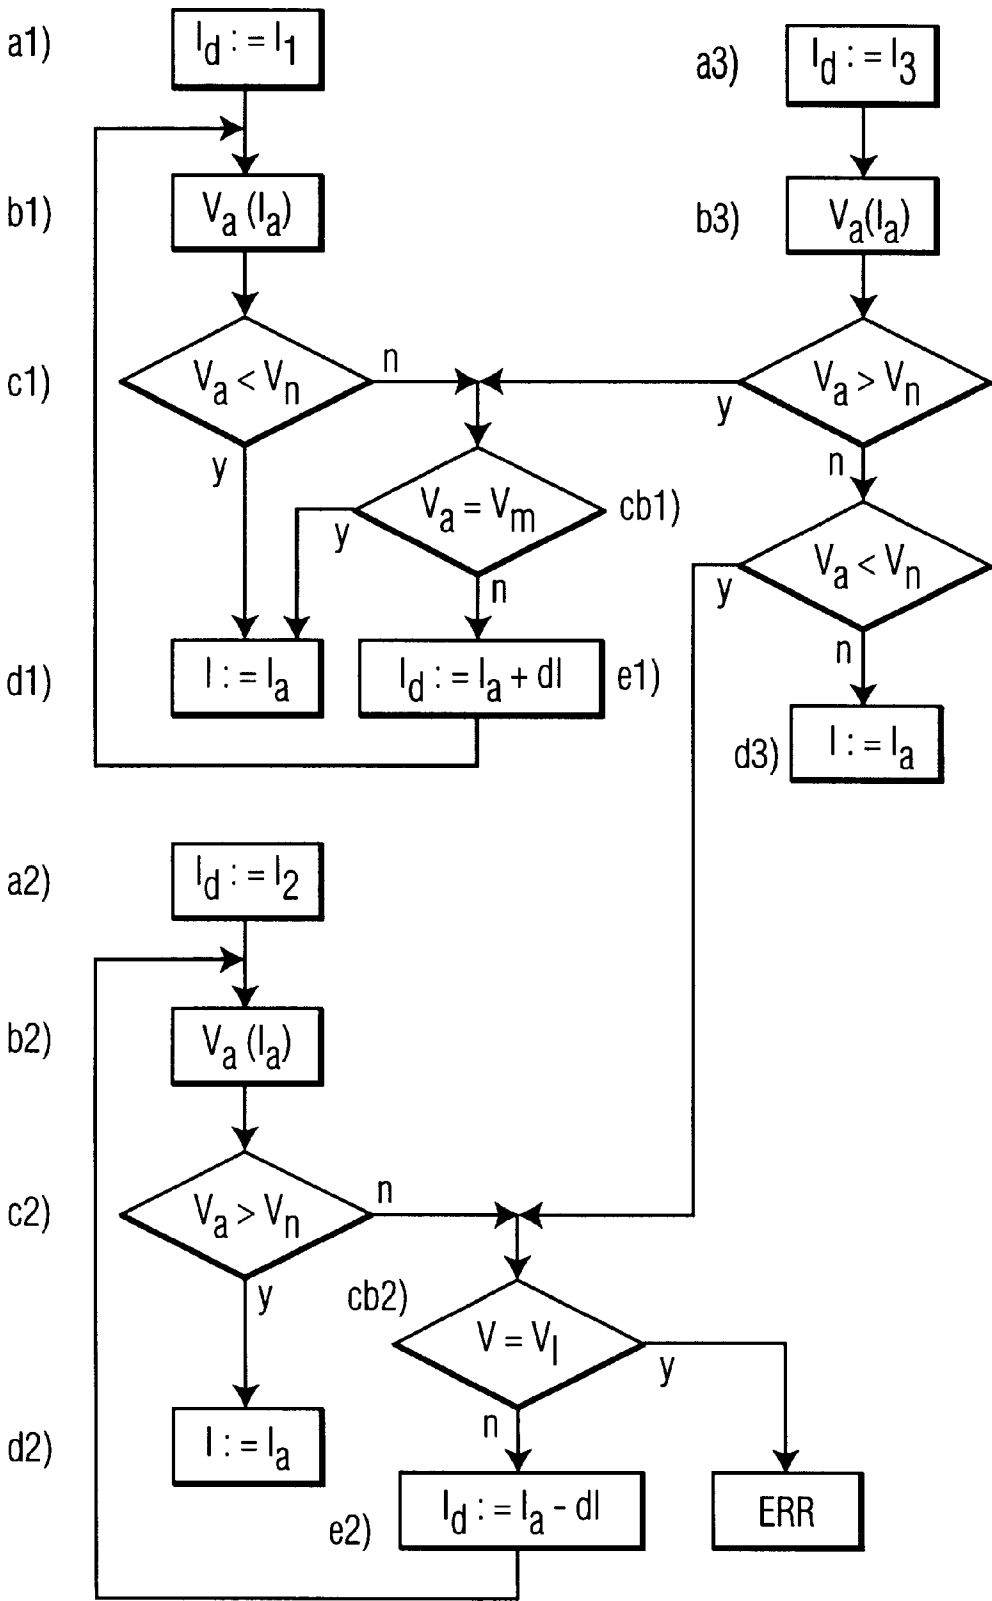 a1)
I_d := I_1
b1)
V_a (I_a)
c1)
V_a < V_n
n
y
V_a = V_m
cb1)
y
n
d1)
I := I_a
I_d := I_a + dI
e1)
a3)
I_d := I_3
b3)
V_a(I_a)
V_a > V_n
y
n
V_a < V_n
y
n
d3)
I := I_a
a2)
I_d := I_2
b2)
V_a (I_a)
c2)
V_a > V_n
n
y
cb2)
V = V_l
y
n
d2)
I := I_a
e2)
I_d := I_a - dI
ERR